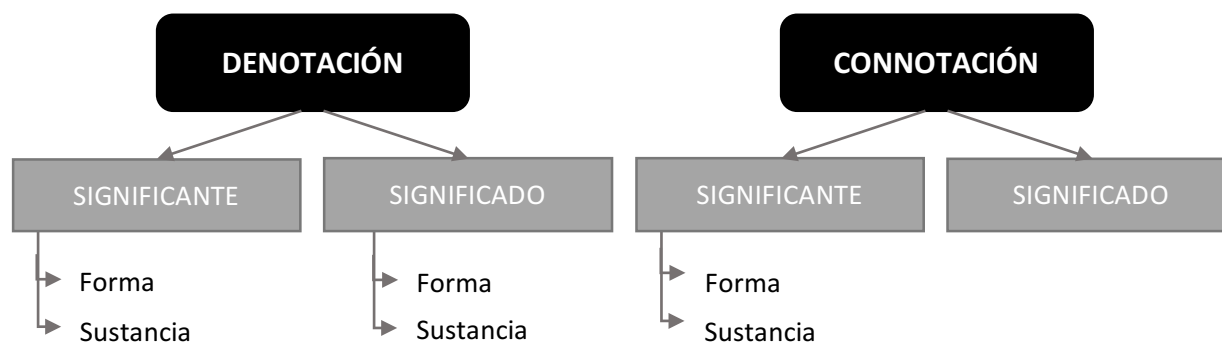 DENOTACIÓN
CONNOTACIÓN
SIGNIFICANTE
SIGNIFICADO
SIGNIFICANTE
SIGNIFICADO
Forma
Forma
Forma
Sustancia
Sustancia
Sustancia